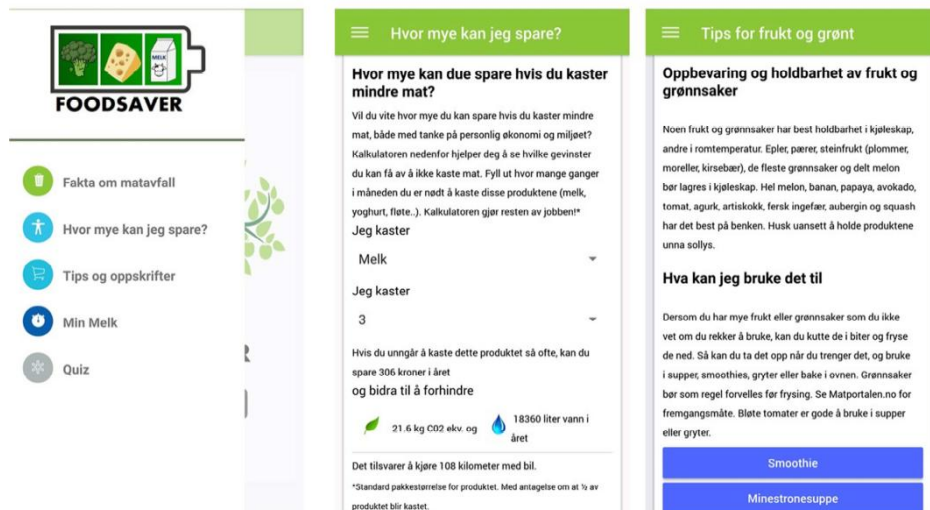 MELK
FOODSAVER
Fakta om matavfall
Hvor mye kan jeg spare?
Tips og oppskrifter
Min Melk
Quiz
R
Hvor mye kan jeg spare?
Hvor mye kan due spare hvis du kaster
mindre mat?
Vil du vite hvor mye du kan spare hvis du kaster mindre
mat, både med tanke på personlig økonomi og miljøet?
Kalkulatoren nedenfor hjelper deg å se hvilke gevinster
du kan få av å ikke kaste mat. Fyll ut hvor mange ganger
i måneden du er nødt å kaste disse produktene (melk,
yoghurt, fløte..). Kalkulatoren gjør resten av jobben!*
Jeg kaster
Melk
Jeg kaster
3
Hvis du unngår å kaste dette produktet så ofte, kan du
spare 306 kroner i året
og bidra til å forhindre
21.6 kg C02 ekv. og
18360 liter vann i
året
Det tilsvarer å kjøre 108 kilometer med bil.
*Standard pakkestørrelse for produktet. Med antagelse om at ½ av
produktet blir kastet.
Tips for frukt og grønt
Oppbevaring og holdbarhet av frukt og
grønnsaker
Noen frukt og grønnsaker har best holdbarhet i kjøleskap,
andre i romtemperatur. Epler, pærer, steinfrukt (plommer,
moreller, kirsebær), de fleste grønnsaker og delt melon
bør lagres i kjøleskap. Hel melon, banan, papaya, avokado,
tomat, agurk, artiskokk, fersk ingefær, aubergin og squash
har det best på benken. Husk uansett å holde produktene
unna sollys.
Hva kan jeg bruke det til
Dersom du har mye frukt eller grønnsaker som du ikke
vet om du rekker å bruke, kan du kutte de i biter og fryse
de ned. Så kan du ta det opp når du trenger det, og bruke
i supper, smoothies, gryter eller bake i ovnen. Grønnsaker
bør som regel forvelles før frysing. Se Matportalen.no for
fremgangsmåte. Bløte tomater er gode å bruke i supper
eller gryter.
Smoothie
Minestronesuppe